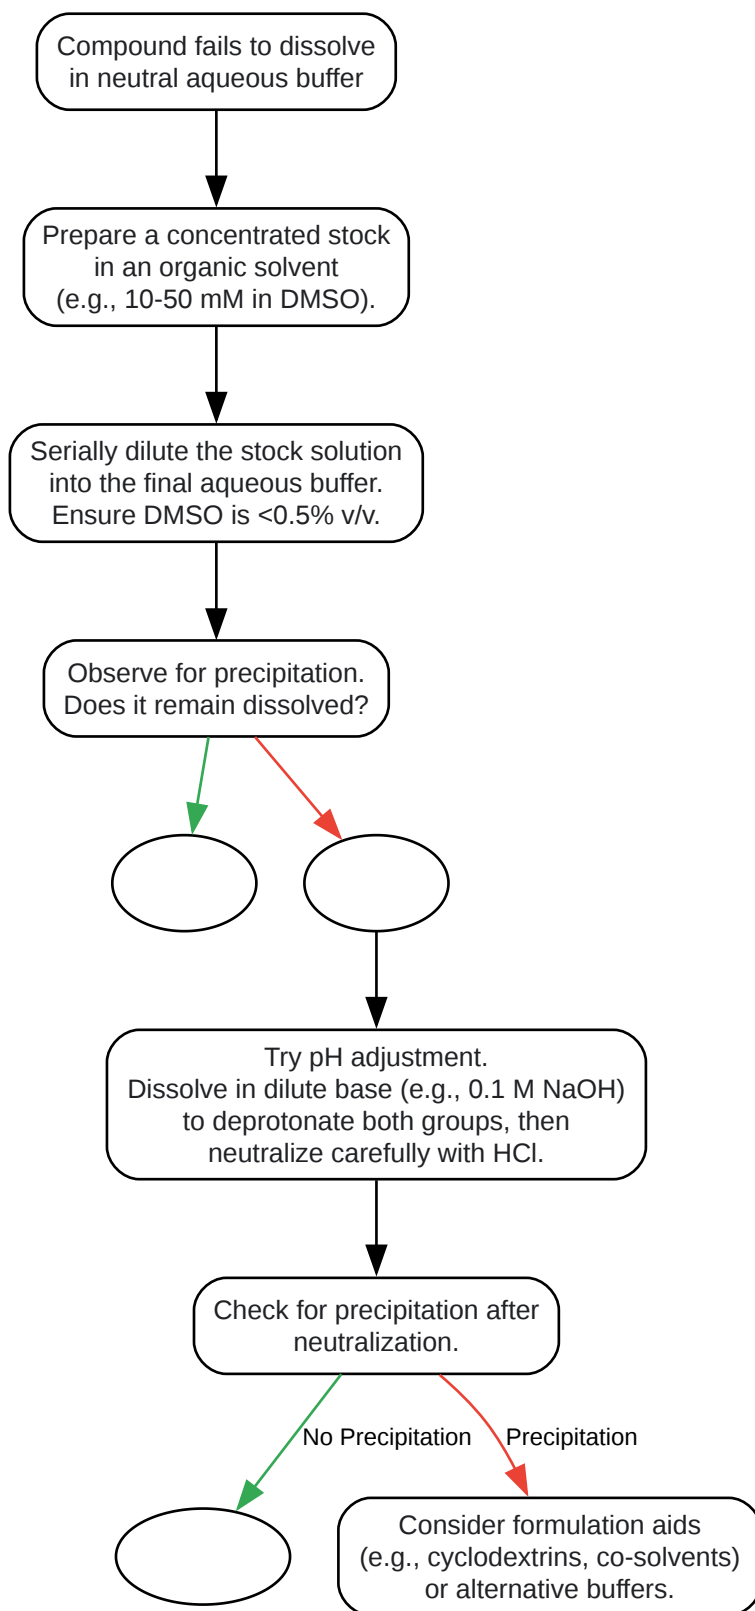 Compound fails to dissolve
in neutral aqueous buffer
Prepare a concentrated stock
in an organic solvent
(e.g., 10-50 mM in DMSO).
Serially dilute the stock solution
into the final aqueous buffer.
Ensure DMSO is <0.5% v/v.
Observe for precipitation.
Does it remain dissolved?
Try pH adjustment.
Dissolve in dilute base (e.g., 0.1 M NaOH)
to deprotonate both groups, then
neutralize carefully with HCl.
Check for precipitation after
neutralization.
No Precipitation
Precipitation
Consider formulation aids
(e.g., cyclodextrins, co-solvents)
or alternative buffers.